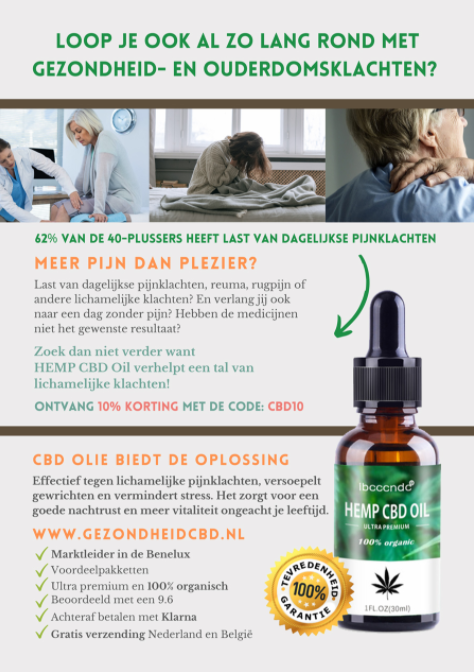 LOOP JE OOK AL ZO LANG ROND MET
GEZONDHEID- EN OUDERDOMSKLACHTEN?
62% VAN DE 40-PLUSSERS HEEFT LAST VAN DAGELIJKSE PIJNKLACHTEN
MEER PIJN DAN PLEZIER?
Last van dagelijkse pijnklachten, reuma, rugpijn of
andere lichamelijke klachten? En verlang jij ook
naar een dag zonder pijn? Hebben de medicijnen
niet het gewenste resultaat?
Zoek dan niet verder want
HEMP CBD Oil verhelpt een tal van
lichamelijke klachten!
ONTVANG 10% KORTING MET DE CODE: CBD10
CBD OLIE BIEDT DE OPLOSSING
Effectief tegen lichamelijke pijnklachten, versoepelt
gewrichten en vermindert stress. Het zorgt voor een
goede nachtrust en meer vitaliteit ongeacht je leeftijd.
WWW.GEZONDHEIDCBD.NL
Marktleider in de Benelux
Voordeelpakketten
Ultra premium en 100% organisch
Beoordeeld met een 9.6
Achteraf betalen met Klarna
Gratis verzending Nederland en België
TEVREDENHEID
100%
GARANTIE
ibcccndc
HEMP CBD OIL
ULTRA PREMIUM
100% organic
1FL.OZ(30ml)